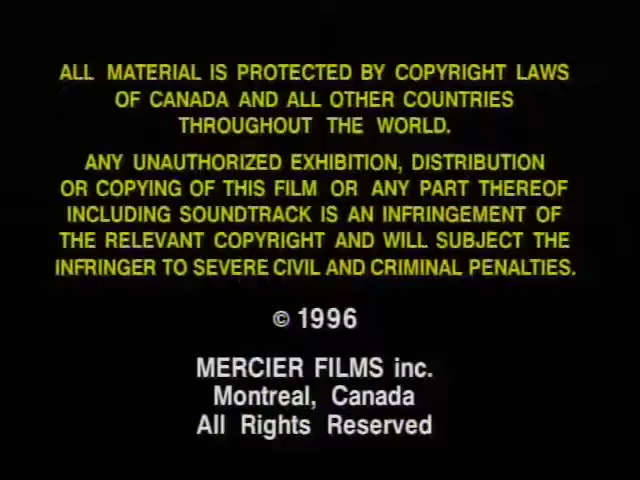 ALL MATERIAL IS PROTECTED BY COPYRIGHT LAWS
OF CANADA AND ALL OTHER COUNTRIES
THROUGHOUT THE WORLD.
ANY UNAUTHORIZED EXHIBITION, DISTRIBUTION
OR COPYING OF THIS FILM OR ANY PART THEREOF
INCLUDING SOUNDTRACK IS AN INFRINGEMENT OF
THE RELEVANT COPYRIGHT AND WILL SUBJECT THE
INFRINGER TO SEVERE CIVIL AND CRIMINAL PENALTIES.
© 1996
MERCIER FILMS inc.
Montreal, Canada
All Rights Reserved